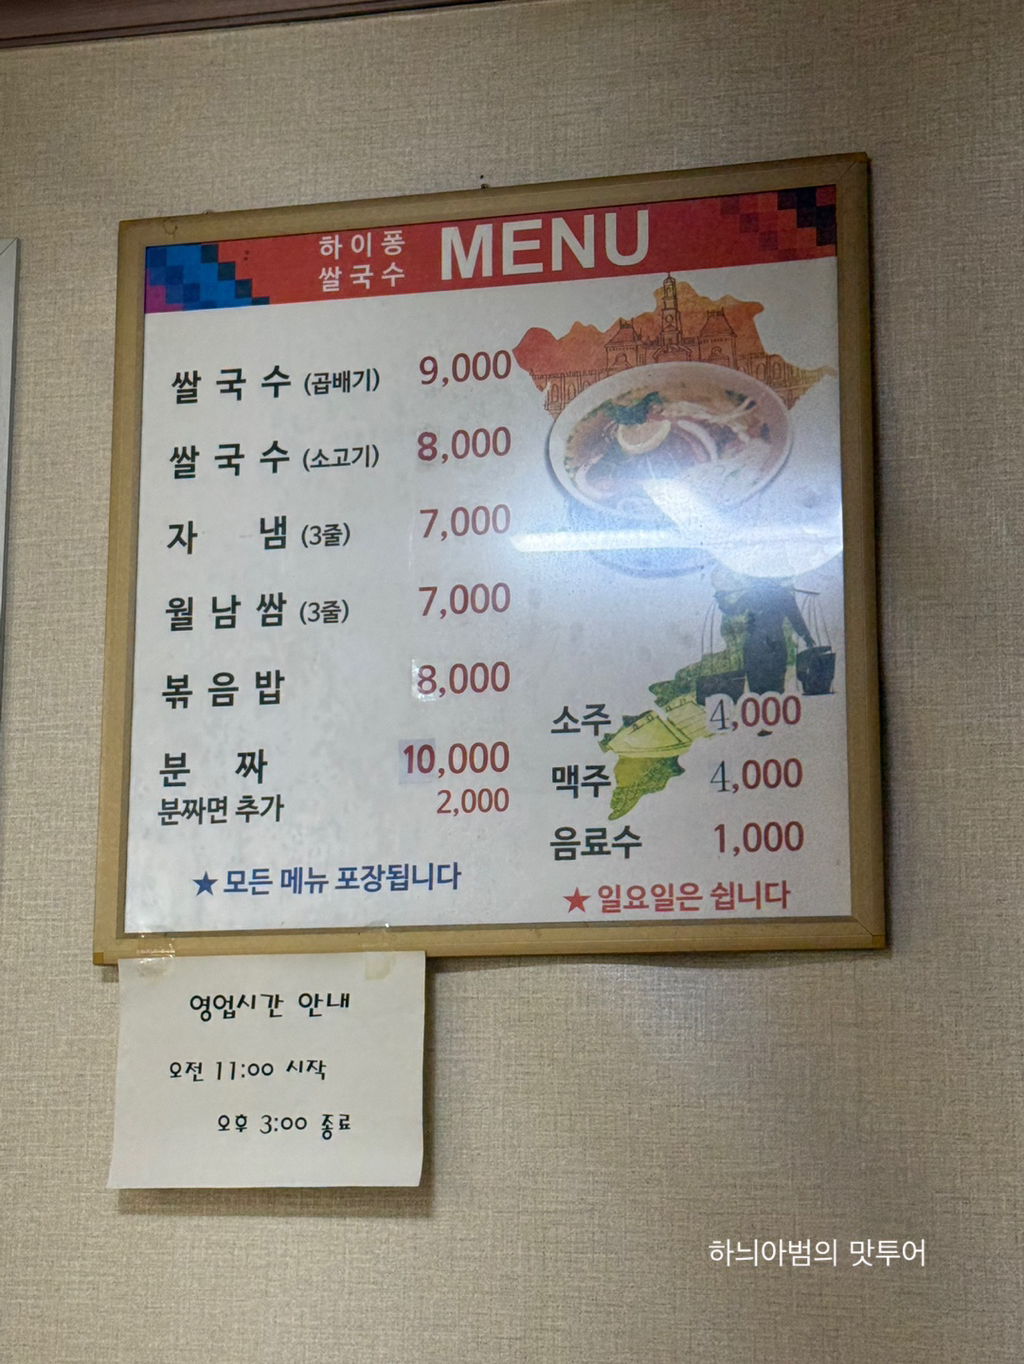 하이퐁
쌀국수
MENU
쌀국수 (곱배기) 9,000
쌀국수 (소고기) 8,000
자냄 (3줄) 7,000
월남쌈 (3줄) 7,000
볶음밥 8,000
분짜 10,000
분짜면 추가 2,000
★ 모든 메뉴 포장됩니다
소주 4,000
맥주 4,000
음료수 1,000
★ 일요일은 쉽니다
영업시간 안내
오전 11:00 시작
오후 3:00 종료
하늬아범의 맛투어